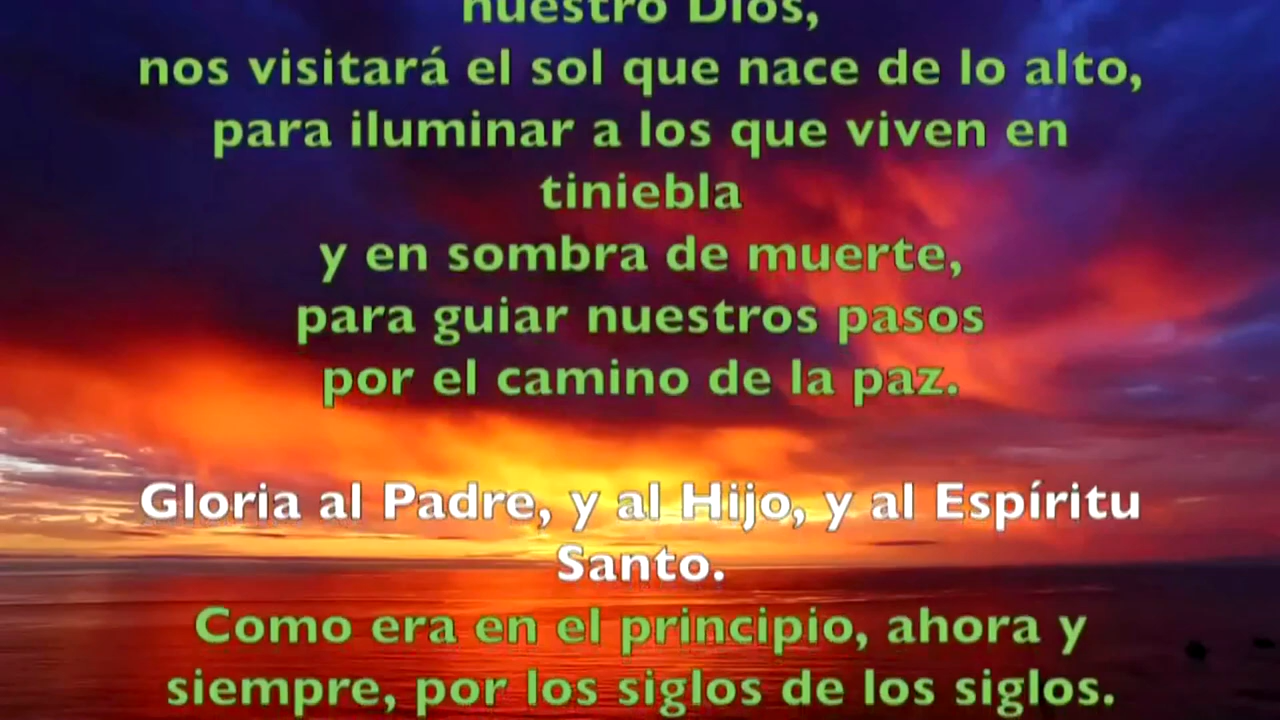 nuestro Dios,
nos visitará el sol que nace de lo alto,
para iluminar a los que viven en
tiniebla
y en sombra de muerte,
para guiar nuestros pasos
por el camino de la paz.
Gloria al Padre, y al Hijo, y al Espíritu
Santo.
Como era en el principio, ahora y
siempre, por los siglos de los siglos.